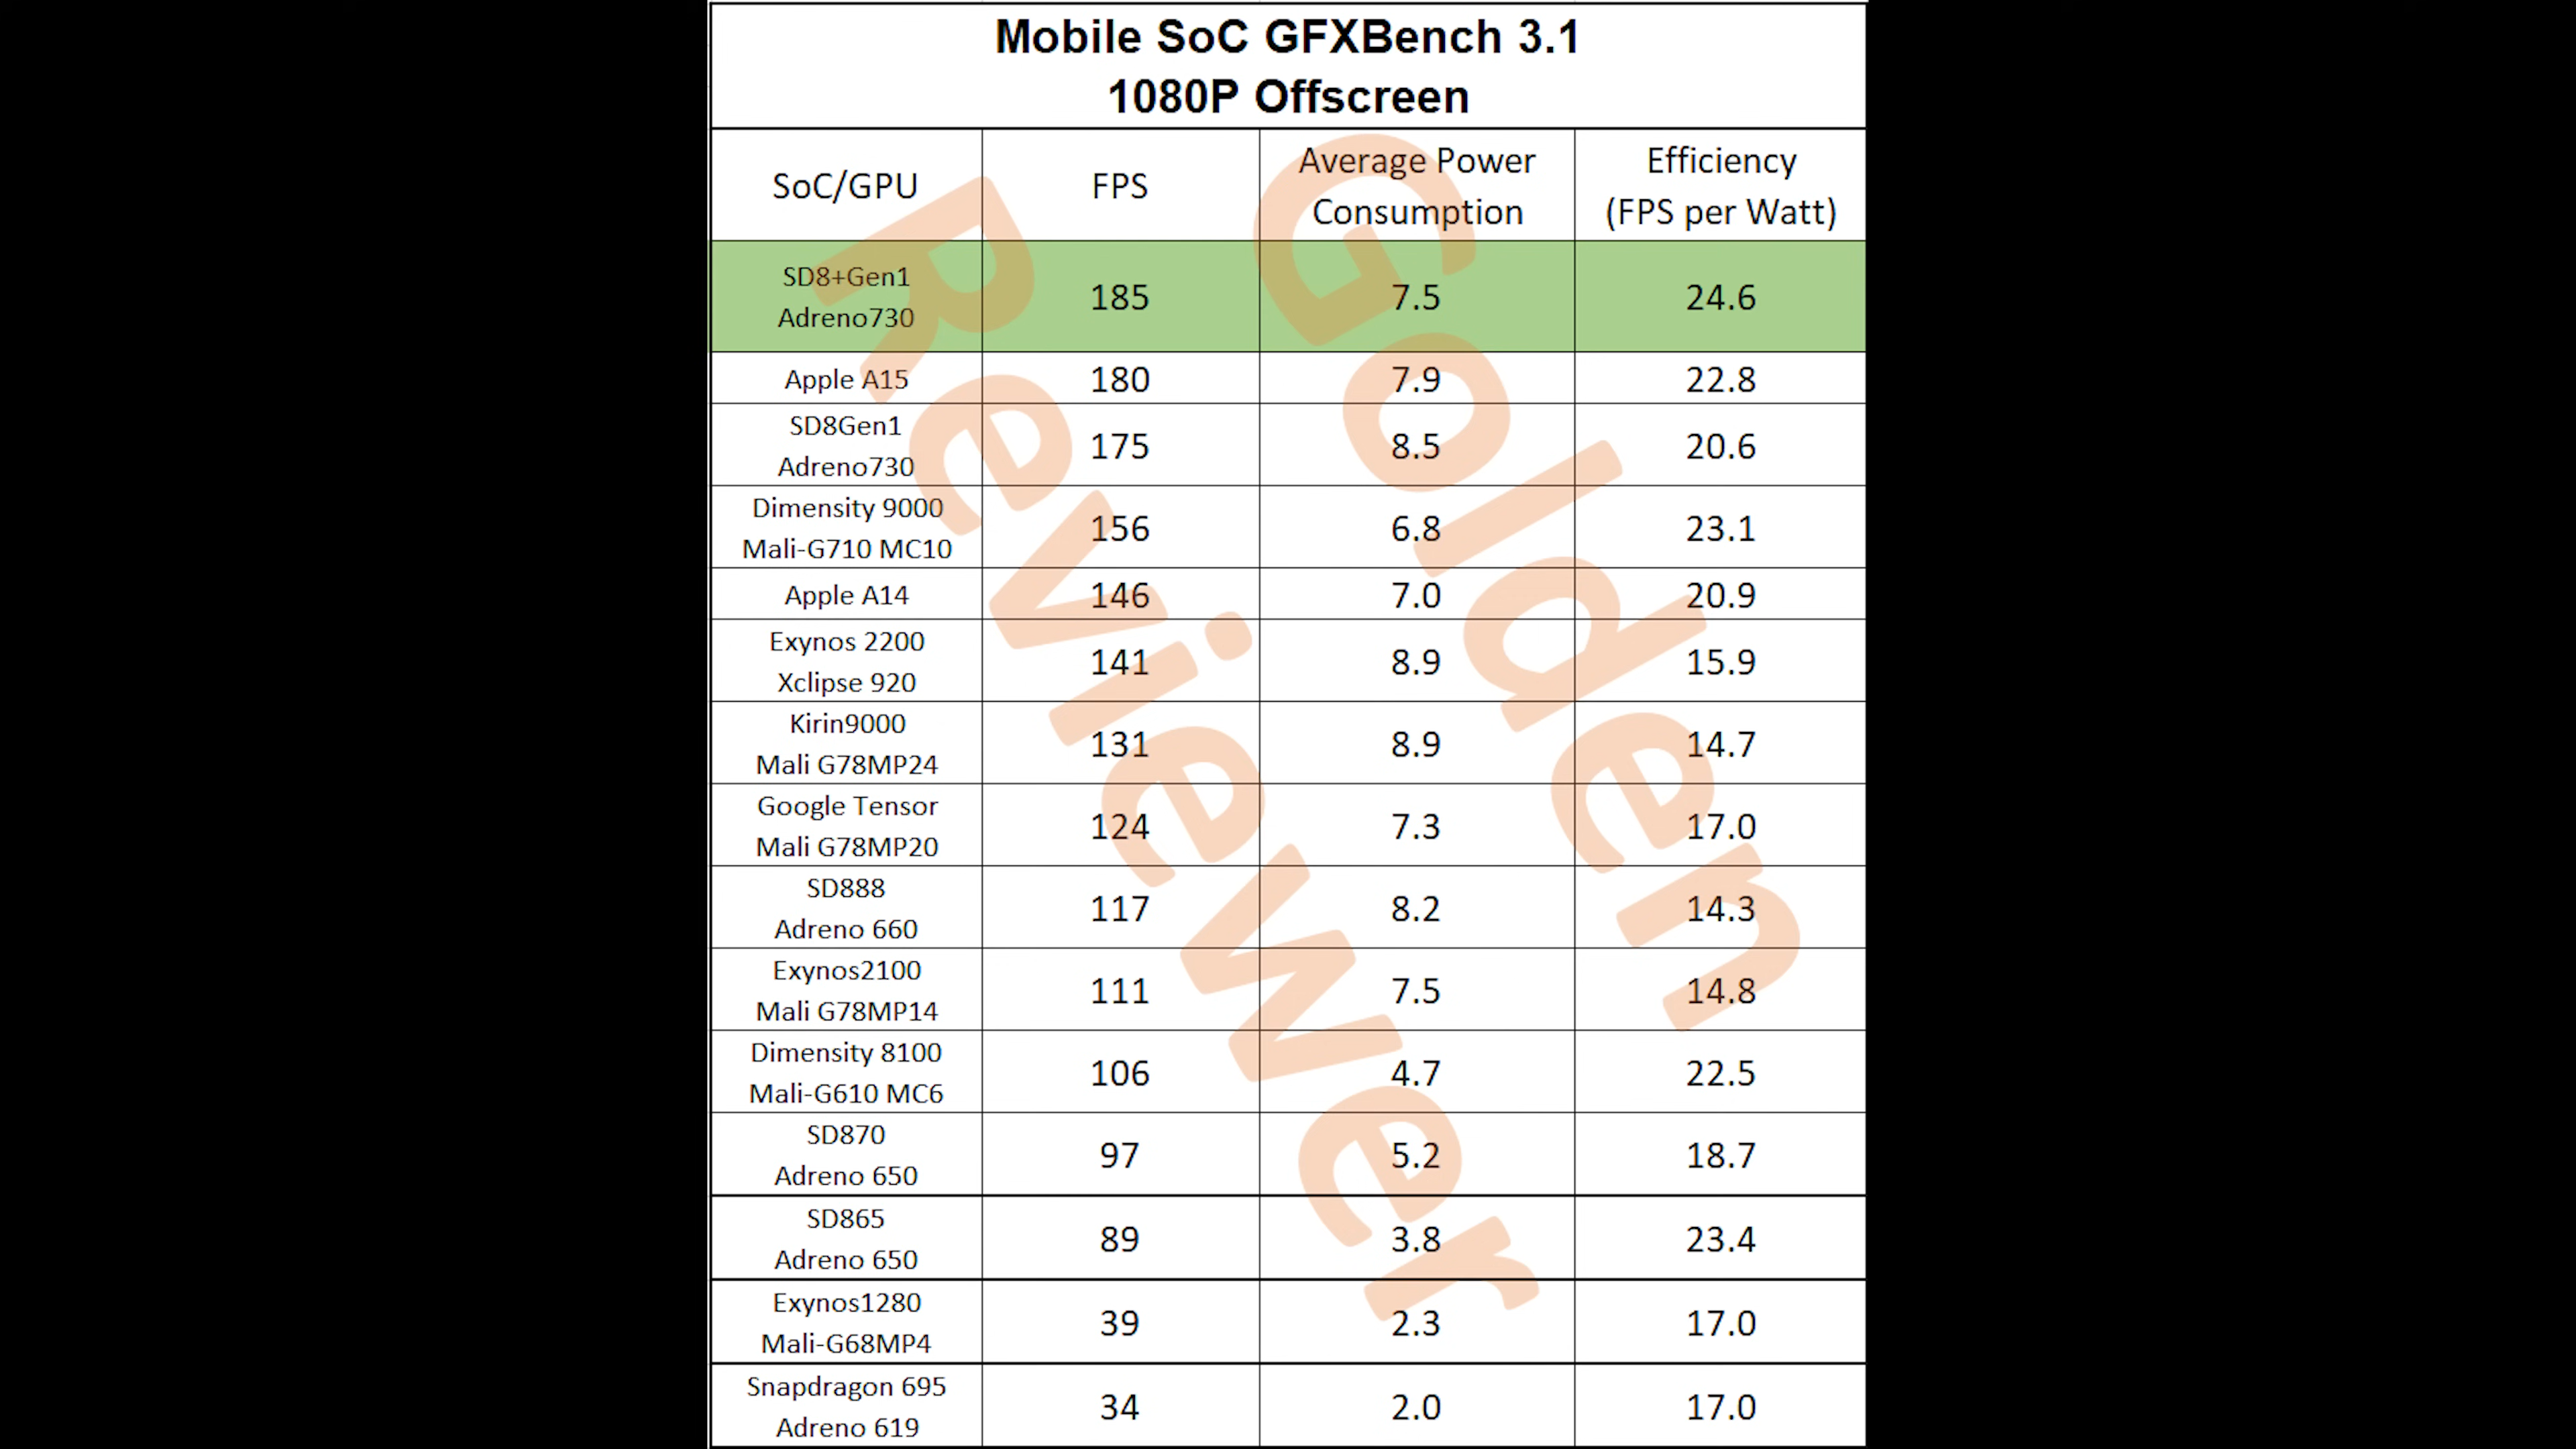 Mobile SoC GFXBench 3.1
1080P Offscreen
SoC/GPU FPS Average Power Consumption Efficiency (FPS per Watt)
SD8+Gen1 Adreno730 185 7.5 24.6
Apple A15 180 7.9 22.8
SD8Gen1 Adreno730 175 8.5 20.6
Dimensity 9000 Mali-G710 MC10 156 6.8 23.1
Apple A14 146 7.0 20.9
Exynos 2200 Xclipse 920 141 8.9 15.9
Kirin9000 Mali G78MP24 131 8.9 14.7
Google Tensor Mali G78MP20 124 7.3 17.0
SD888 Adreno 660 117 8.2 14.3
Exynos2100 Mali G78MP14 111 7.5 14.8
Dimensity 8100 Mali-G610 MC6 106 4.7 22.5
SD870 Adreno 650 97 5.2 18.7
SD865 Adreno 650 89 3.8 23.4
Exynos1280 Mali-G68MP4 39 2.3 17.0
Snapdragon 695 Adreno 619 34 2.0 17.0
Golden
Reviewer